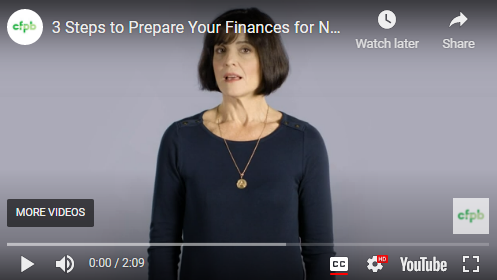 cfpb
3 Steps to Prepare Your Finances for N...
Watch later
Share
MORE VIDEOS
cfpb
0:00 / 2:09
CC
HD
YouTube